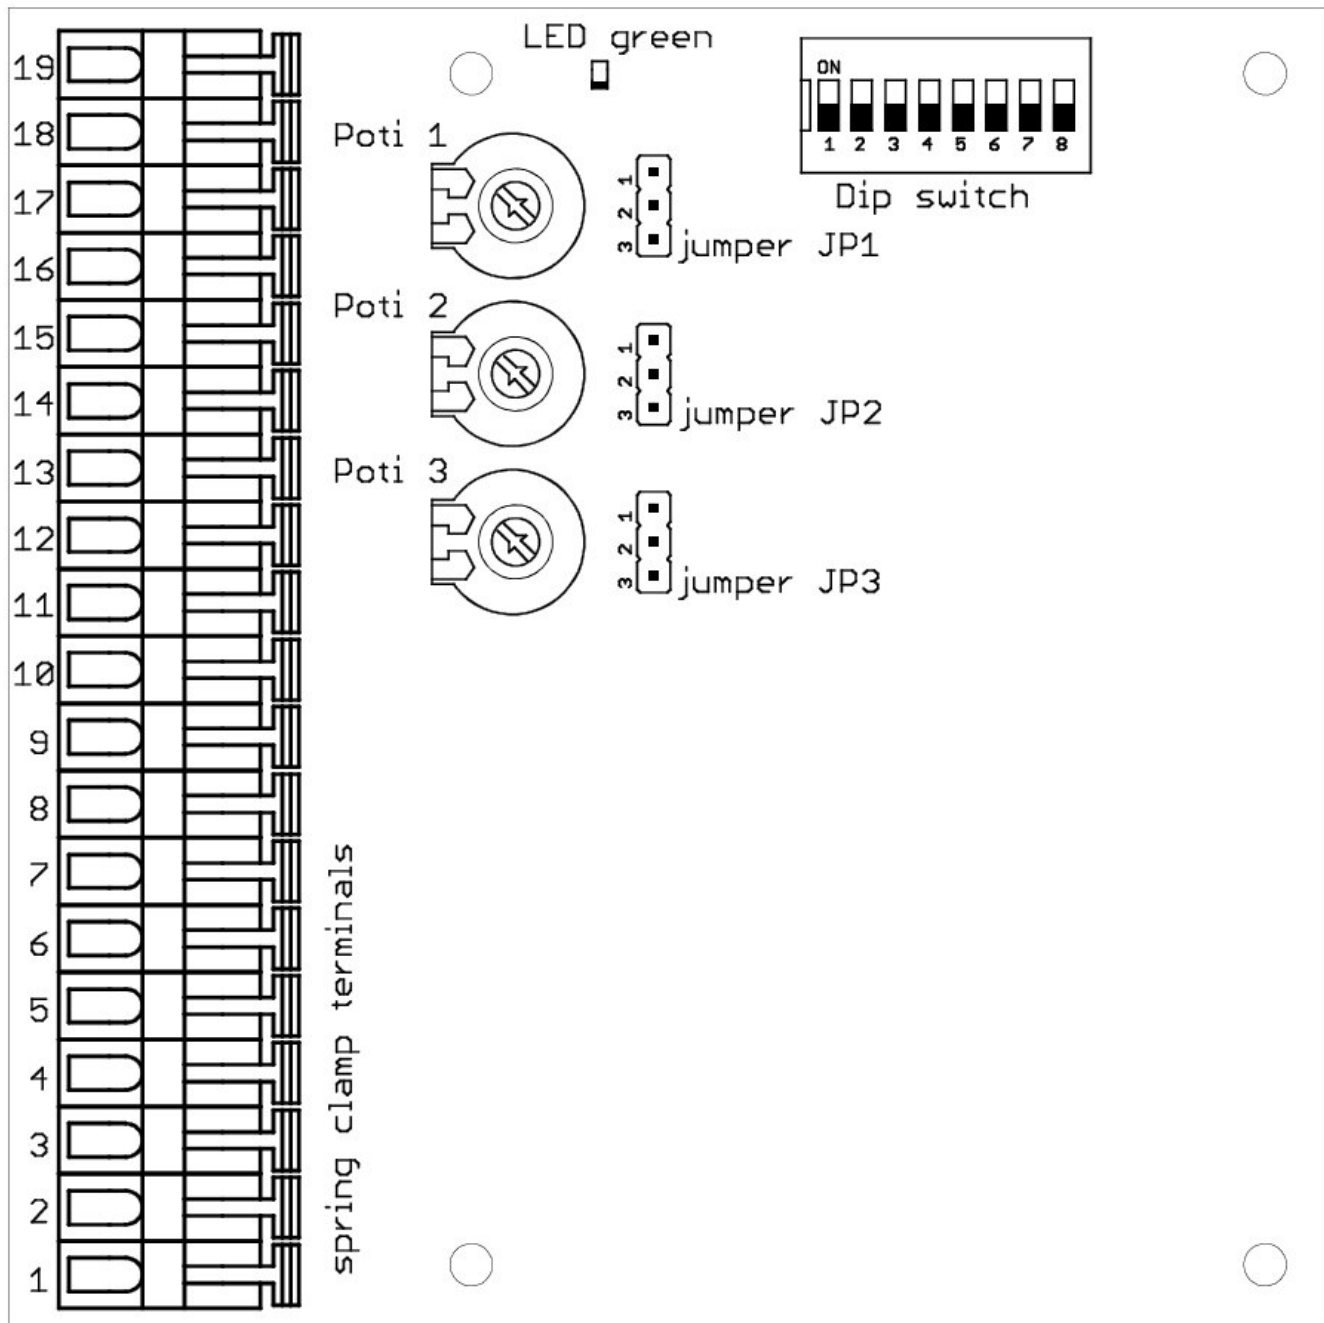 LED green
ON
1 2 3 4 5 6 7 8
Dip switch
Poti 1
1
2
3
jumper JP1
Poti 2
1
2
3
jumper JP2
Poti 3
1
2
3
jumper JP3
19
18
17
16
15
14
13
12
11
10
9
8
7
6
5
4
3
2
1
spring clamp terminals